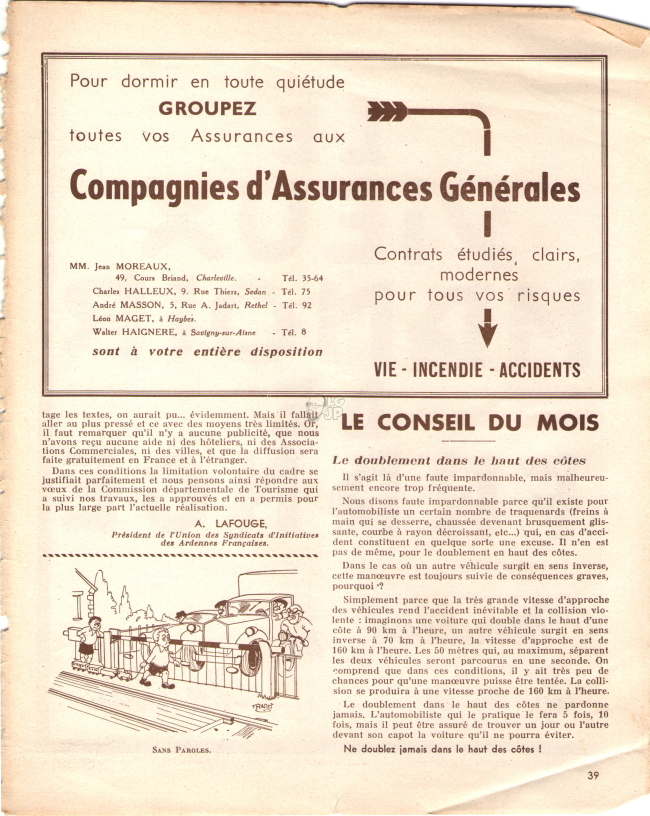 Pour dormir en toute quiétude
GROUPEZ
toutes vos Assurances aux
Compagnies d'Assurances Générales
MM. Jean MOREAUX,
49, Cours Briand, Charleville. - Tél. 35-64
Charles HALLEUX, 9. Rue Thiers, Sedan - Tél. 75
André MASSON, 5, Rue A. Jadart, Rethel - Tél. 92
Léon MAGET, à Haybes.
Walter HAIGNERE, à Savigny-sur-Aisne - Tél. 8
sont à votre entière disposition
Contrats étudiés, clairs,
modernes
pour tous vos risques
VIE - INCENDIE - ACCIDENTS
tage les textes, on aurait pu... évidemment. Mais il fallait
aller au plus pressé et ce avec des moyens très limités. Or,
il faut remarquer qu'il n'y a aucune publicité, que nous
n'avons reçu aucune aide ni des hôteliers, ni des Associa-
tions Commerciales, ni des villes, et que la diffusion sera
faite gratuitement en France et à l'étranger.
Dans ces conditions la limitation volontaire du cadre se
justifiait parfaitement et nous pensons ainsi répondre aux
vœux de la Commission départementale de Tourisme qui
a suivi nos travaux, les a approuvés et en a permis pour
la plus large part l'actuelle réalisation.
A. LAFOUGE,
Président de l'Union des Syndicats d'Initiatives
des Ardennes Françaises.
SANS PAROLES.
LE CONSEIL DU MOIS
Le doublement dans le haut des côtes
Il s'agit là d'une faute impardonnable, mais malheureu-
sement encore trop fréquente.
Nous disons faute impardonnable parce qu'il existe pour
l'automobiliste un certain nombre de traquenards (freins à
main qui se desserre, chaussée devenant brusquement glis-
sante, courbe à rayon décroissant, etc...) qui, en cas d'acci-
dent constituent en quelque sorte une excuse. Il n'en est
pas de même, pour le doublement en haut des côtes.
Dans le cas où un autre véhicule surgit en sens inverse,
cette manœuvre est toujours suivie de conséquences graves,
pourquoi ?
Simplement parce que la très grande vitesse d'approche
des véhicules rend l'accident inévitable et la collision vio-
lente : imaginons une voiture qui double dans le haut d'une
côte à 90 km à l'heure, un autre véhicule surgit en sens
inverse à 70 km à l'heure, la vitesse d'approche est de
160 km à l'heure. Les 50 mètres qui, au maximum, séparent
les deux véhicules seront parcourus en une seconde. On
comprend que dans ces conditions, il y ait très peu de
chances pour qu'une manœuvre puisse être tentée. La colli-
sion se produira à une vitesse proche de 160 km à l'heure.
Le doublement dans le haut des côtes ne pardonne
jamais. L'automobiliste qui le pratique le fera 5 fois, 10
fois, mais il peut être assuré de trouver un jour ou l'autre
devant son capot la voiture qu'il ne pourra éviter.
Ne doublez jamais dans le haut des côtes !
39